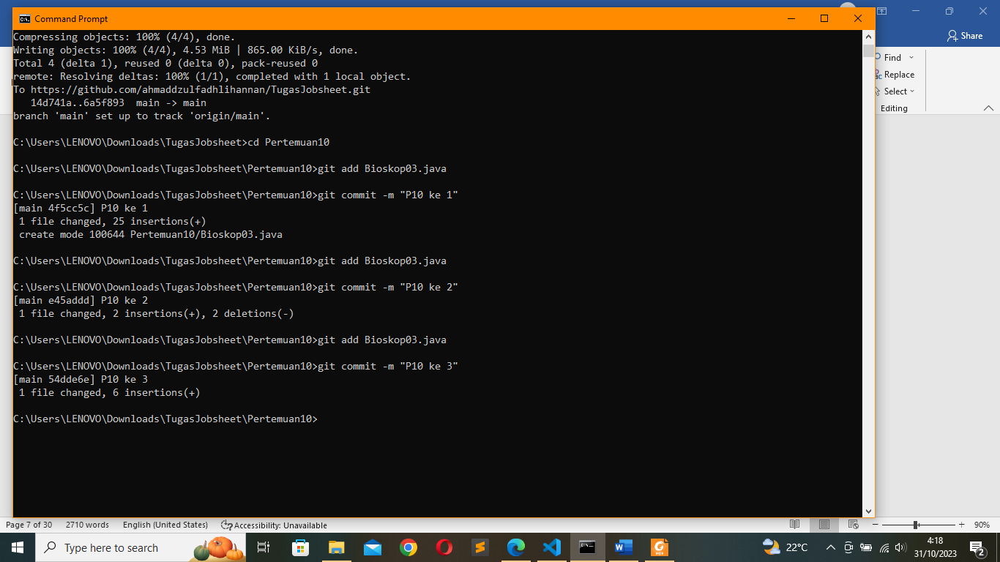 Command Prompt
Compressing objects: 100% (4/4), done.
Writing objects: 100% (4/4), 4.53 MiB | 865.00 KiB/s, done.
Total 4 (delta 1), reused 0 (delta 0), pack-reused 0
remote: Resolving deltas: 100% (1/1), completed with 1 local object.
To https://github.com/ahmaddzulfadhlihannan/TugasJobsheet.git
   14d741a..6a5f893  main -> main
branch 'main' set up to track 'origin/main'.
C:\Users\LENOVO\Downloads\TugasJobsheet>cd Pertemuan10
C:\Users\LENOVO\Downloads\TugasJobsheet\Pertemuan10>git add Bioskop03.java
C:\Users\LENOVO\Downloads\TugasJobsheet\Pertemuan10>git commit -m "P10 ke 1"
[main 4f5cc5c] P10 ke 1
 1 file changed, 25 insertions(+)
 create mode 100644 Pertemuan10/Bioskop03.java
C:\Users\LENOVO\Downloads\TugasJobsheet\Pertemuan10>git add Bioskop03.java
C:\Users\LENOVO\Downloads\TugasJobsheet\Pertemuan10>git commit -m "P10 ke 2"
[main e45addd] P10 ke 2
 1 file changed, 2 insertions(+), 2 deletions(-)
C:\Users\LENOVO\Downloads\TugasJobsheet\Pertemuan10>git add Bioskop03.java
C:\Users\LENOVO\Downloads\TugasJobsheet\Pertemuan10>git commit -m "P10 ke 3"
[main 54dde6e] P10 ke 3
 1 file changed, 6 insertions(+)
C:\Users\LENOVO\Downloads\TugasJobsheet\Pertemuan10>
Share
Find
Replace
Select
Editing
Page 7 of 30 2710 words English (United States) Accessibility: Unavailable 90%
Type here to search
22°C
4:18
31/10/2023
2